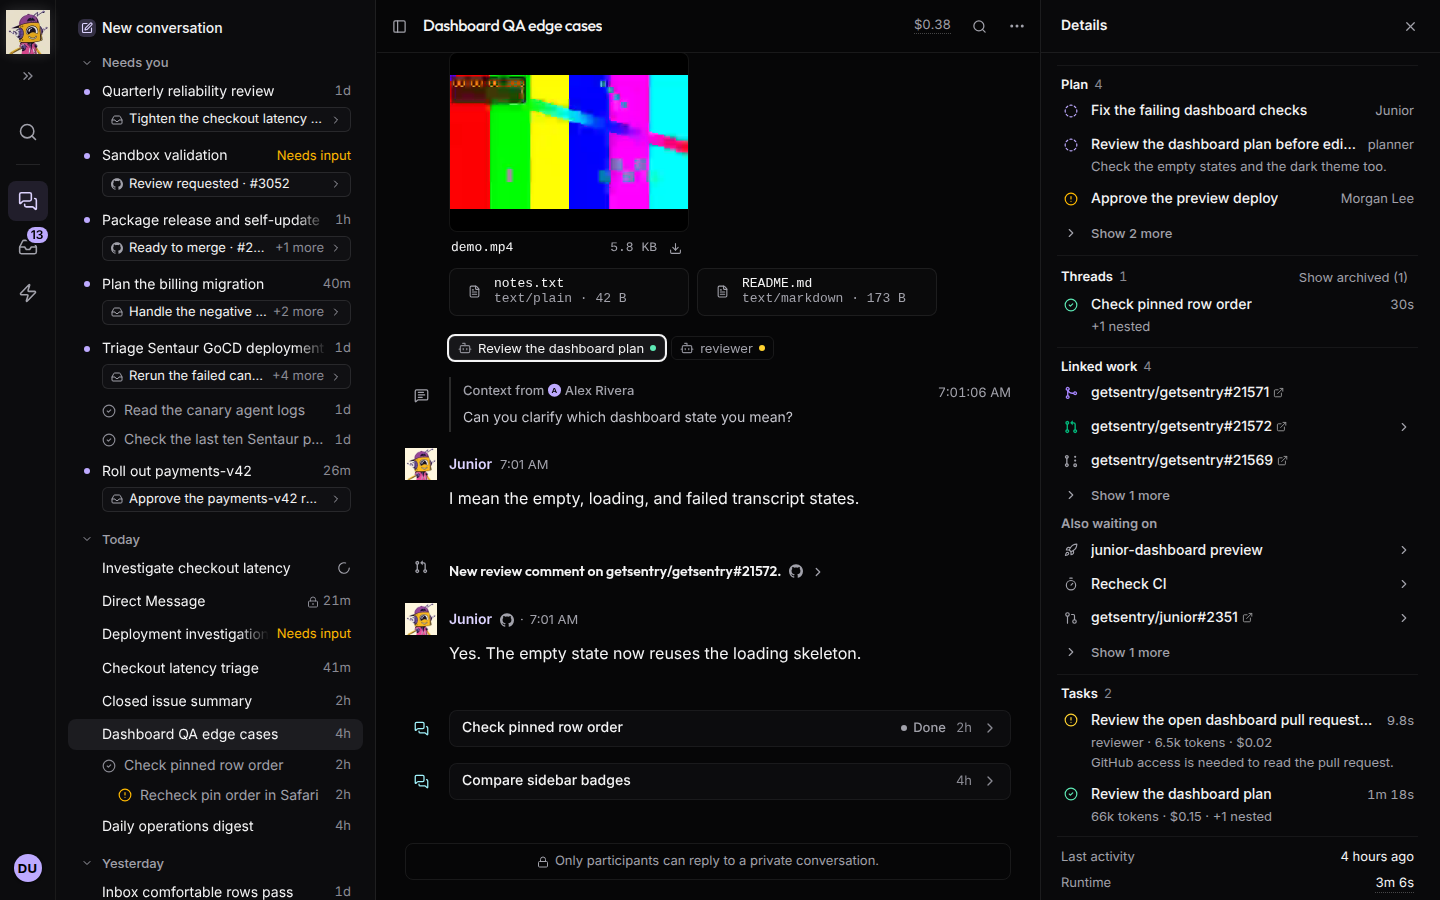 New conversation
Needs you
Quarterly reliability review 1d
Tighten the checkout latency ...
Sandbox validation Needs input
Review requested · #3052
Package release and self-update 1h
Ready to merge · #2... +1 more
13
Plan the billing migration 40m
Handle the negative ... +2 more
Triage Sentaur GoCD deployment 1d
Rerun the failed can... +4 more
Read the canary agent logs 1d
Check the last ten Sentaur p... 1d
Roll out payments-v42 26m
Approve the payments-v42 r...
Today
Investigate checkout latency
Direct Message 21m
Deployment investigation Needs input
Checkout latency triage 41m
Closed issue summary 2h
Dashboard QA edge cases 4h
Check pinned row order 2h
Recheck pin order in Safari 2h
Daily operations digest 4h
DU
Yesterday
Inbox comfortable rows pass 1d
Dashboard QA edge cases $0.38
demo.mp4 5.8 KB
notes.txt
text/plain · 42 B
README.md
text/markdown · 173 B
Review the dashboard plan
reviewer
Context from A Alex Rivera 7:01:06 AM
Can you clarify which dashboard state you mean?
Junior 7:01 AM
I mean the empty, loading, and failed transcript states.
New review comment on getsentry/getsentry#21572.
Junior · 7:01 AM
Yes. The empty state now reuses the loading skeleton.
Check pinned row order Done 2h
Compare sidebar badges 4h
Only participants can reply to a private conversation.
Details
Plan 4
Fix the failing dashboard checks Junior
Review the dashboard plan before edi... planner
Check the empty states and the dark theme too.
Approve the preview deploy Morgan Lee
Show 2 more
Threads 1 Show archived (1)
Check pinned row order 30s
+1 nested
Linked work 4
getsentry/getsentry#21571
getsentry/getsentry#21572
getsentry/getsentry#21569
Show 1 more
Also waiting on
junior-dashboard preview
Recheck CI
getsentry/junior#2351
Show 1 more
Tasks 2
Review the open dashboard pull request... 9.8s
reviewer · 6.5k tokens · $0.02
GitHub access is needed to read the pull request.
Review the dashboard plan 1m 18s
66k tokens · $0.15 · +1 nested
Last activity 4 hours ago
Runtime 3m 6s